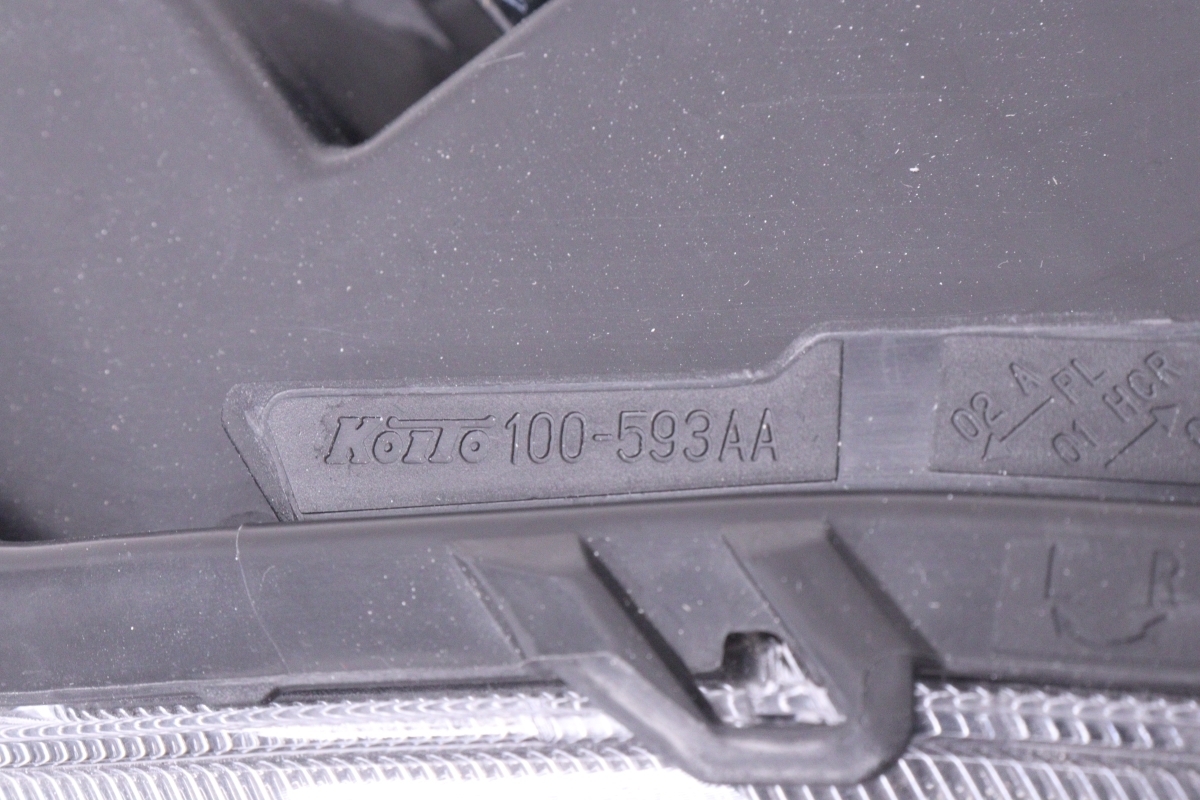 KOITO 100-593AA
02 A PL
01 HCR
L R